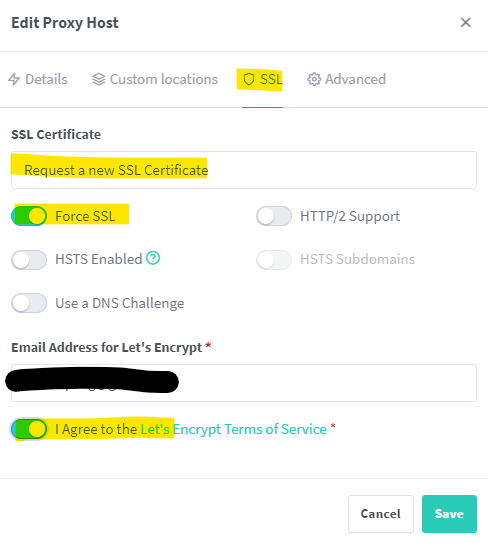 Edit Proxy Host
Details Custom locations SSL Advanced
SSL Certificate
Request a new SSL Certificate
Force SSL HTTP/2 Support
HSTS Enabled HSTS Subdomains
Use a DNS Challenge
Email Address for Let's Encrypt *
I Agree to the Let's Encrypt Terms of Service *
Cancel Save